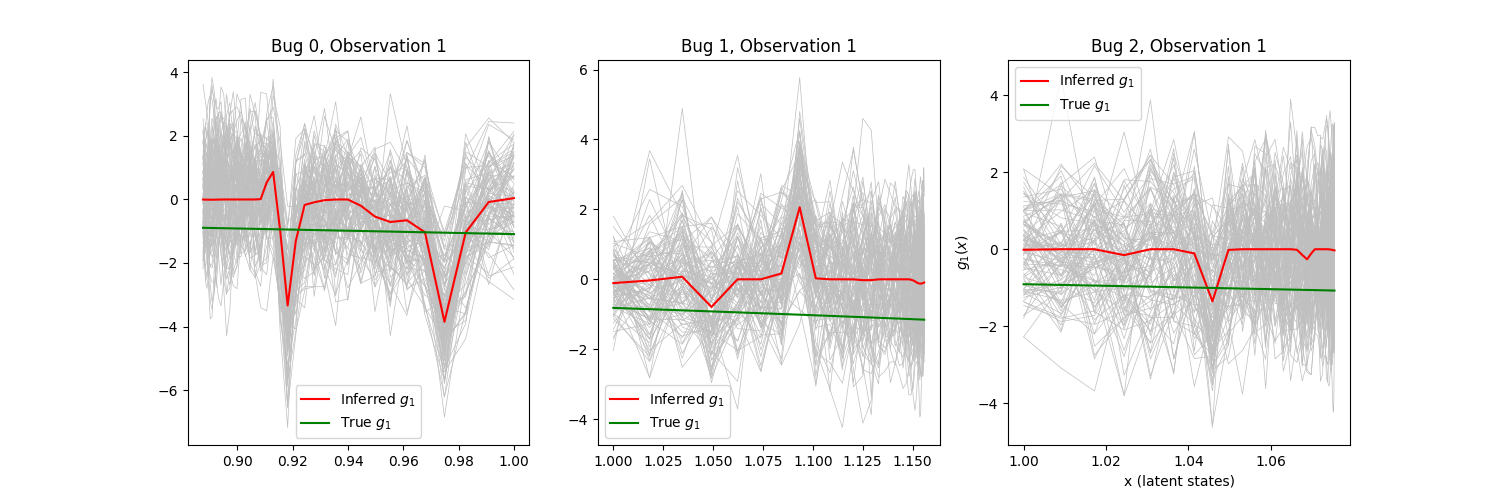 Bug 0, Observation 1
4
2
0
−2
−4
−6
0.90 0.92 0.94 0.96 0.98 1.00
Inferred g₁
True g₁
Bug 1, Observation 1
6
4
2
0
−2
−4
1.000 1.025 1.050 1.075 1.100 1.125 1.150
Inferred g₁
True g₁
Bug 2, Observation 1
g₁(x)
4
2
0
−2
−4
1.00 1.02 1.04 1.06
x (latent states)
Inferred g₁
True g₁